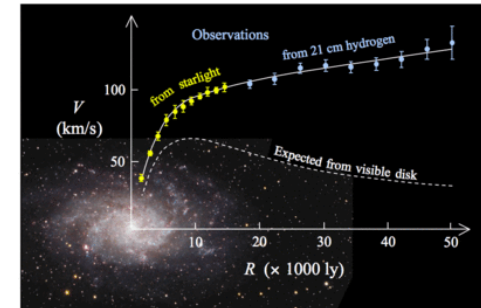 Observations
from 21 cm hydrogen
from starlight
100
V
(km/s)
50
Expected from visible disk
10 20 30 40 50
R (× 1000 ly)